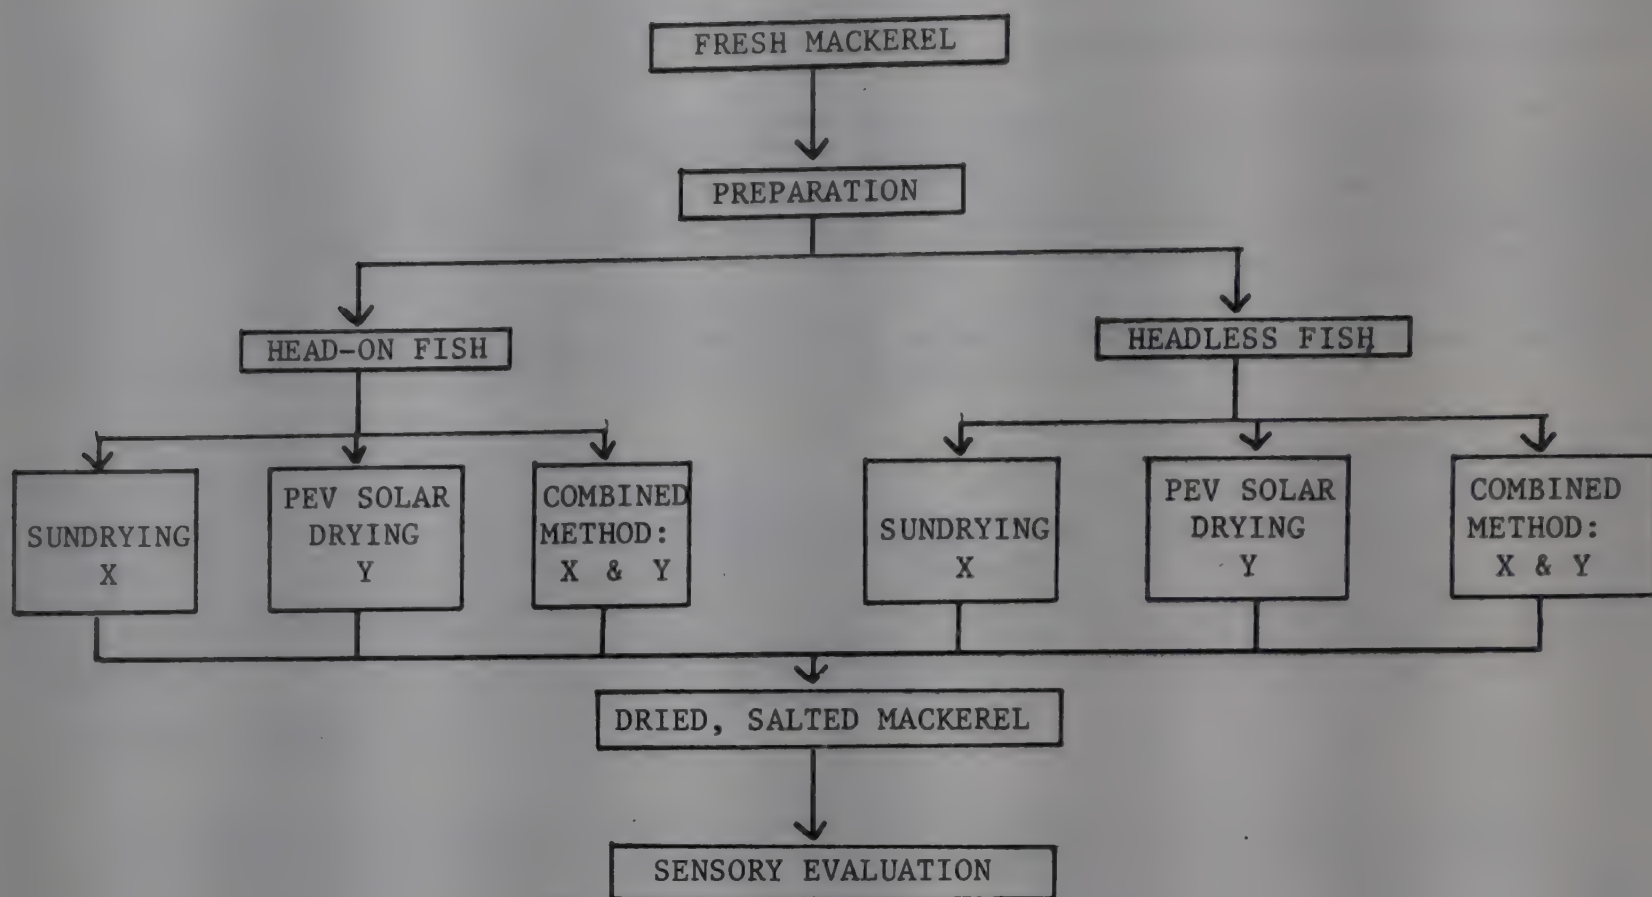 FRESH MACKEREL
PREPARATION
HEAD-ON FISH
HEADLESS FISH
SUNDRYING
X
PEV SOLAR
DRYING
Y
COMBINED
METHOD:
X & Y
SUNDRYING
X
PEV SOLAR
DRYING
Y
COMBINED
METHOD:
X & Y
DRIED, SALTED MACKEREL
SENSORY EVALUATION